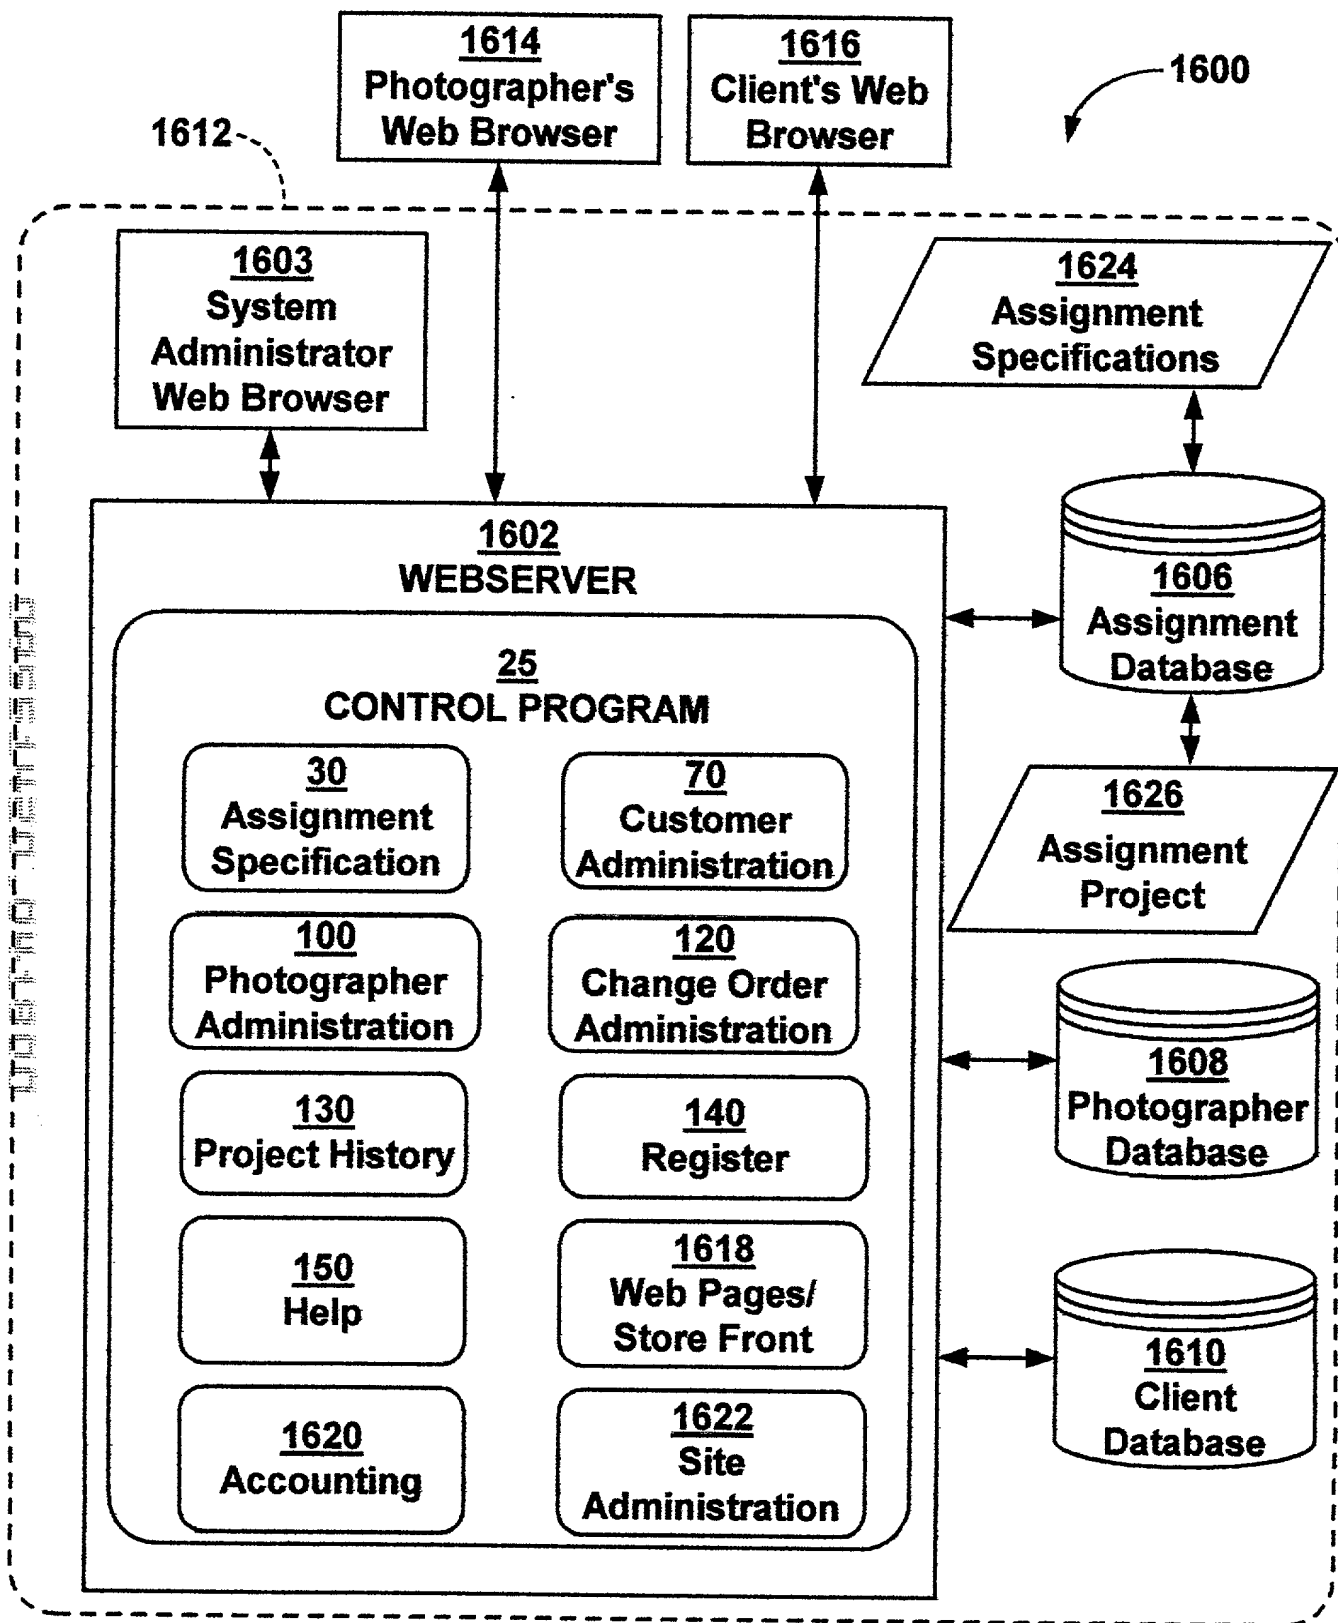 1614
Photographer's
Web Browser
1616
Client's Web
Browser
1600
1612
1603
System
Administrator
Web Browser
1624
Assignment
Specifications
1602
WEBSERVER
1606
Assignment
Database
25
CONTROL PROGRAM
30
Assignment
Specification
70
Customer
Administration
1626
Assignment
Project
100
Photographer
Administration
120
Change Order
Administration
130
Project History
140
Register
1608
Photographer
Database
150
Help
1618
Web Pages/
Store Front
1610
Client
Database
1620
Accounting
1622
Site
Administration